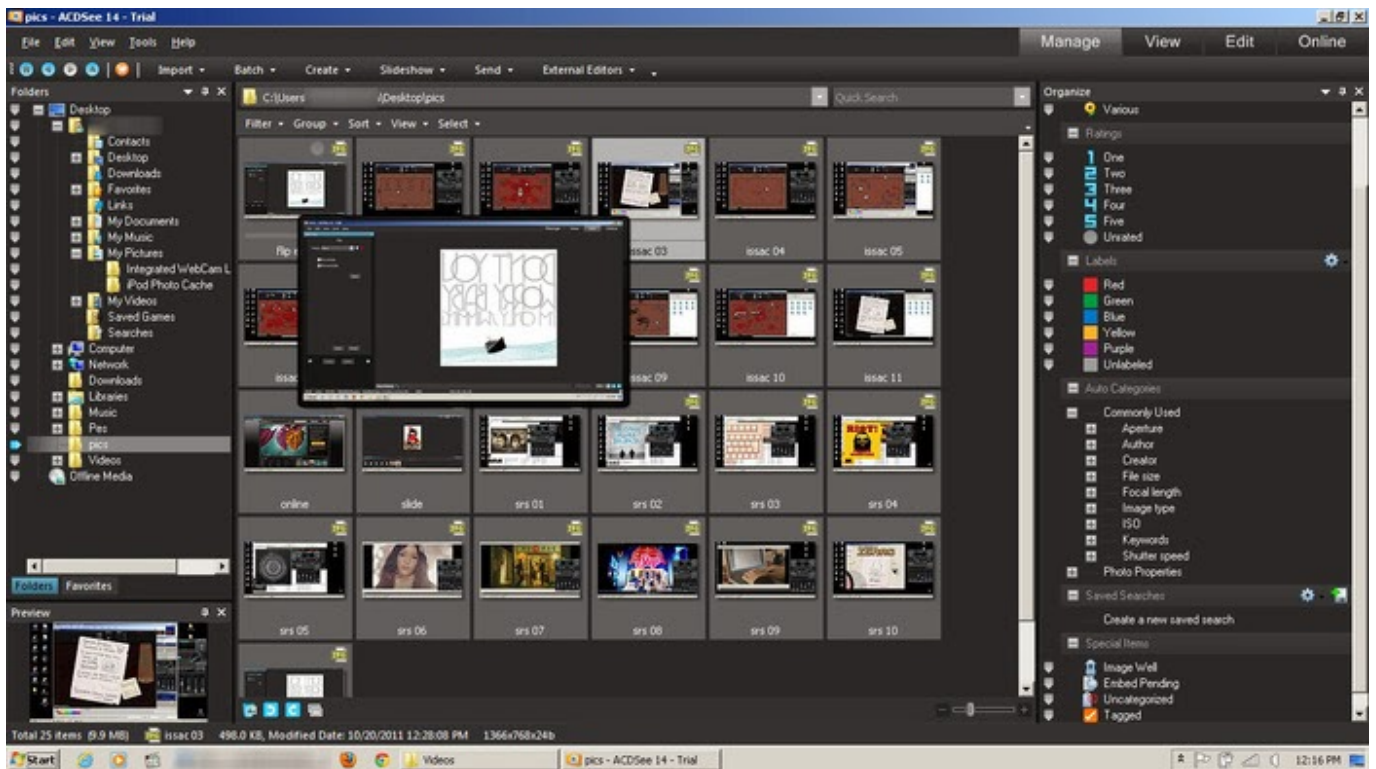 pics - ACDSee 14 - Trial
File Edit View Tools Help
Manage View Edit Online
Import Batch Create Slideshow Send External Editors
Folders
Desktop
Contacts
Desktop
Downloads
Favorites
Links
My Documents
My Music
My Pictures
Integrated WebCam L
iPod Photo Cache
My Videos
Saved Games
Searches
Computer
Network
Downloads
Libraries
Music
Pes
pics
Videos
Offline Media
Folders Favorites
Preview
C:\Users \Desktop\pics
Quick Search
Filter Group Sort View Select
Flip
issac 03 issac 04 issac 05
issac 09 issac 10 issac 11
online slide srs 01 srs 02 srs 03 srs 04
srs 05 srs 06 srs 07 srs 08 srs 09 srs 10
Organize
Various
Ratings
1 One
2 Two
3 Three
4 Four
5 Five
Unrated
Labels
Red
Green
Blue
Yellow
Purple
Unlabeled
Auto Categories
Commonly Used
Aperture
Author
Creator
File size
Focal length
Image type
ISO
Keywords
Shutter speed
Photo Properties
Saved Searches
Create a new saved search
Special Items
Image Well
Embed Pending
Uncategorized
Tagged
Total 25 items (9.9 MB) issac 03 498.0 KB, Modified Date: 10/20/2011 12:28:08 PM 1366x768x24b
Start Videos pics - ACDSee 14 - Trial 12:16 PM